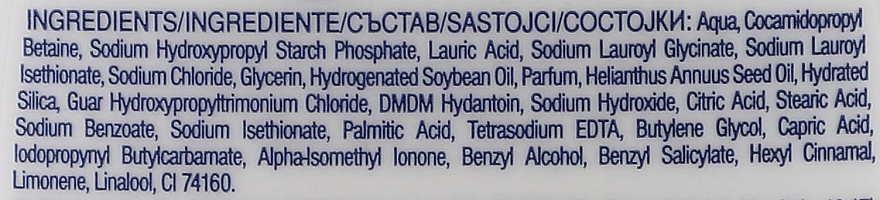 INGREDIENTS/INGREDIENTE/СЪСТАВ/SASTOJCI/СОСТОЈКИ: Aqua, Cocamidopropyl
Betaine, Sodium Hydroxypropyl Starch Phosphate, Lauric Acid, Sodium Lauroyl Glycinate, Sodium Lauroyl
Isethionate, Sodium Chloride, Glycerin, Hydrogenated Soybean Oil, Parfum, Helianthus Annuus Seed Oil, Hydrated
Silica, Guar Hydroxypropyltrimonium Chloride, DMDM Hydantoin, Sodium Hydroxide, Citric Acid, Stearic Acid,
Sodium Benzoate, Sodium Isethionate, Palmitic Acid, Tetrasodium EDTA, Butylene Glycol, Capric Acid,
Iodopropynyl Butylcarbamate, Alpha-Isomethyl Ionone, Benzyl Alcohol, Benzyl Salicylate, Hexyl Cinnamal,
Limonene, Linalool, CI 74160.